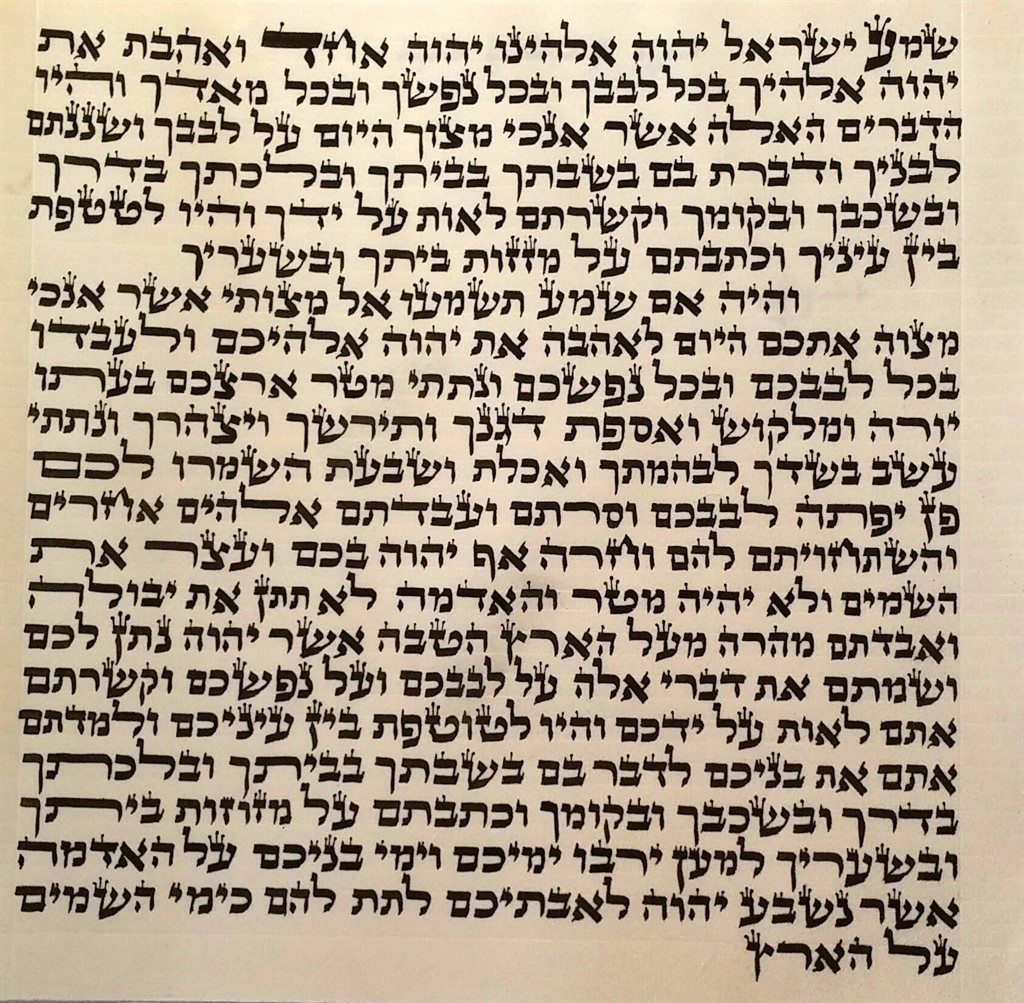 שמע ישראל יהוה אלהינו יהוה אחד ואהבת את
יהוה אלהיך בכל לבבך ובכל נפשך ובכל מאדך והיו
הדברים האלה אשר אנכי מצוך היום על לבבך ושננתם
לבניך ודברת בם בשבתך בביתך ובלכתך בדרך
ובשכבך ובקומך וקשרתם לאות על ידך והיו לטטפת
בין עיניך וכתבתם על מזזות ביתך ובשעריך
והיה אם שמע תשמעו אל מצותי אשר אנכי
מצוה אתכם היום לאהבה את יהוה אלהיכם ולעבדו
בכל לבבכם ובכל נפשכם ונתתי מטר ארצכם בעתו
יורה ומלקוש ואספת דגנך ותירשך ויצהרך ונתתי
עשב בשדך לבהמתך ואכלת ושבעת השמרו לכם
פן יפתה לבבכם וסרתם ועבדתם אלהים אחרים
והשתחויתם להם וחרה אף יהוה בכם ועצר את
השמים ולא יהיה מטר והאדמה לא תתן את יבולה
ואבדתם מהרה מעל הארץ הטבה אשר יהוה נתן לכם
ושמתם את דברי אלה על לבבכם ועל נפשכם וקשרתם
אתם לאות על ידכם והיו לטוטפת בין עיניכם ולמדתם
אתם את בניכם לדבר בם בשבתך בביתך ובלכתך
בדרך ובשכבך ובקומך וכתבתם על מזוזות ביתך
ובשעריך למען ירבו ימיכם וימי בניכם על האדמה
אשר נשבע יהוה לאבתיכם לתת להם כימי השמים
על הארץ